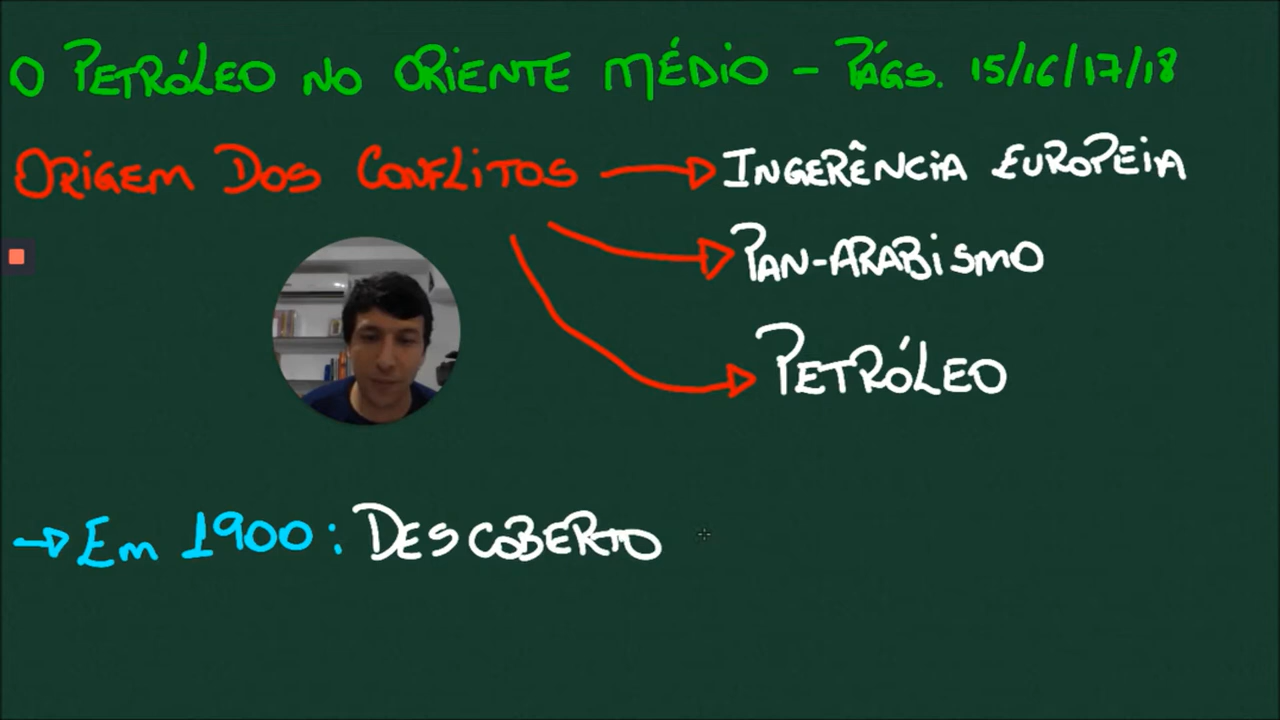 O PETRÓLEO NO ORIENTE MÉDIO - PÁGS. 15/16/17/18
ORIGEM DOS CONFLITOS → INGERÊNCIA EUROPEIA
PAN-ARABISMO
PETRÓLEO
→ Em 1900: DESCOBERTO